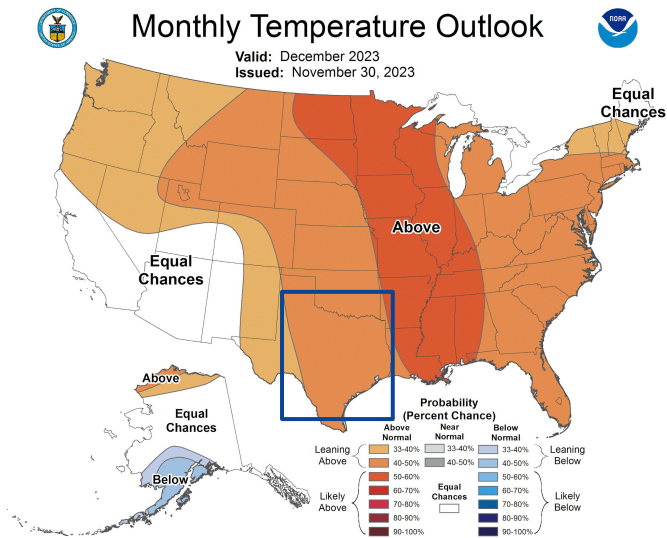 Monthly Temperature Outlook
NOAA
Valid: December 2023
Issued: November 30, 2023
Equal
Chances
Above
Equal
Chances
Above
Equal
Chances
Below
Probability
(Percent Chance)
Above
Normal
Near
Normal
Below
Normal
Leaning
Above
33-40%
40-50%
33-40%
40-50%
33-40%
40-50%
Leaning
Below
Likely
Above
50-60%
60-70%
70-80%
80-90%
90-100%
Equal
Chances
50-60%
60-70%
70-80%
80-90%
90-100%
Likely
Below